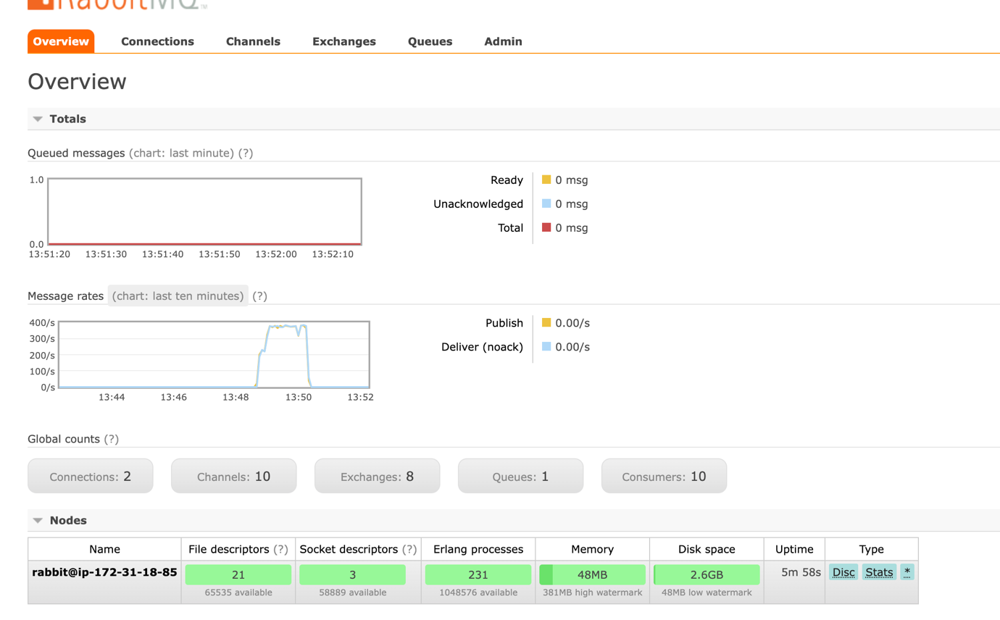 RabbitMQ TM
Overview Connections Channels Exchanges Queues Admin
Overview
Totals
Queued messages (chart: last minute) (?)
1.0
0.0
13:51:20 13:51:30 13:51:40 13:51:50 13:52:00 13:52:10
Ready 0 msg
Unacknowledged 0 msg
Total 0 msg
Message rates (chart: last ten minutes) (?)
400/s
300/s
200/s
100/s
0/s
13:44 13:46 13:48 13:50 13:52
Publish 0.00/s
Deliver (noack) 0.00/s
Global counts (?)
Connections: 2 Channels: 10 Exchanges: 8 Queues: 1 Consumers: 10
Nodes
Name File descriptors (?) Socket descriptors (?) Erlang processes Memory Disk space Uptime Type
rabbit@ip-172-31-18-85 21 3 231 48MB 2.6GB 5m 58s Disc Stats *
65535 available 58889 available 1048576 available 381MB high watermark 48MB low watermark